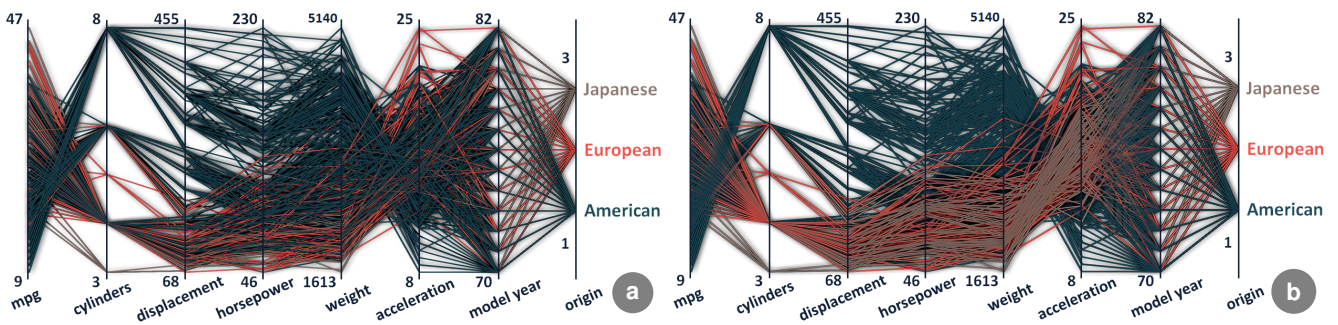 47 8 455 230 5140 25 82
3
Japanese
European
American
1
9 3 68 46 1613 8 70
mpg cylinders displacement horsepower weight acceleration model year origin
a
47 8 455 230 5140 25 82
3
Japanese
European
American
1
9 3 68 46 1613 8 70
mpg cylinders displacement horsepower weight acceleration model year origin
b